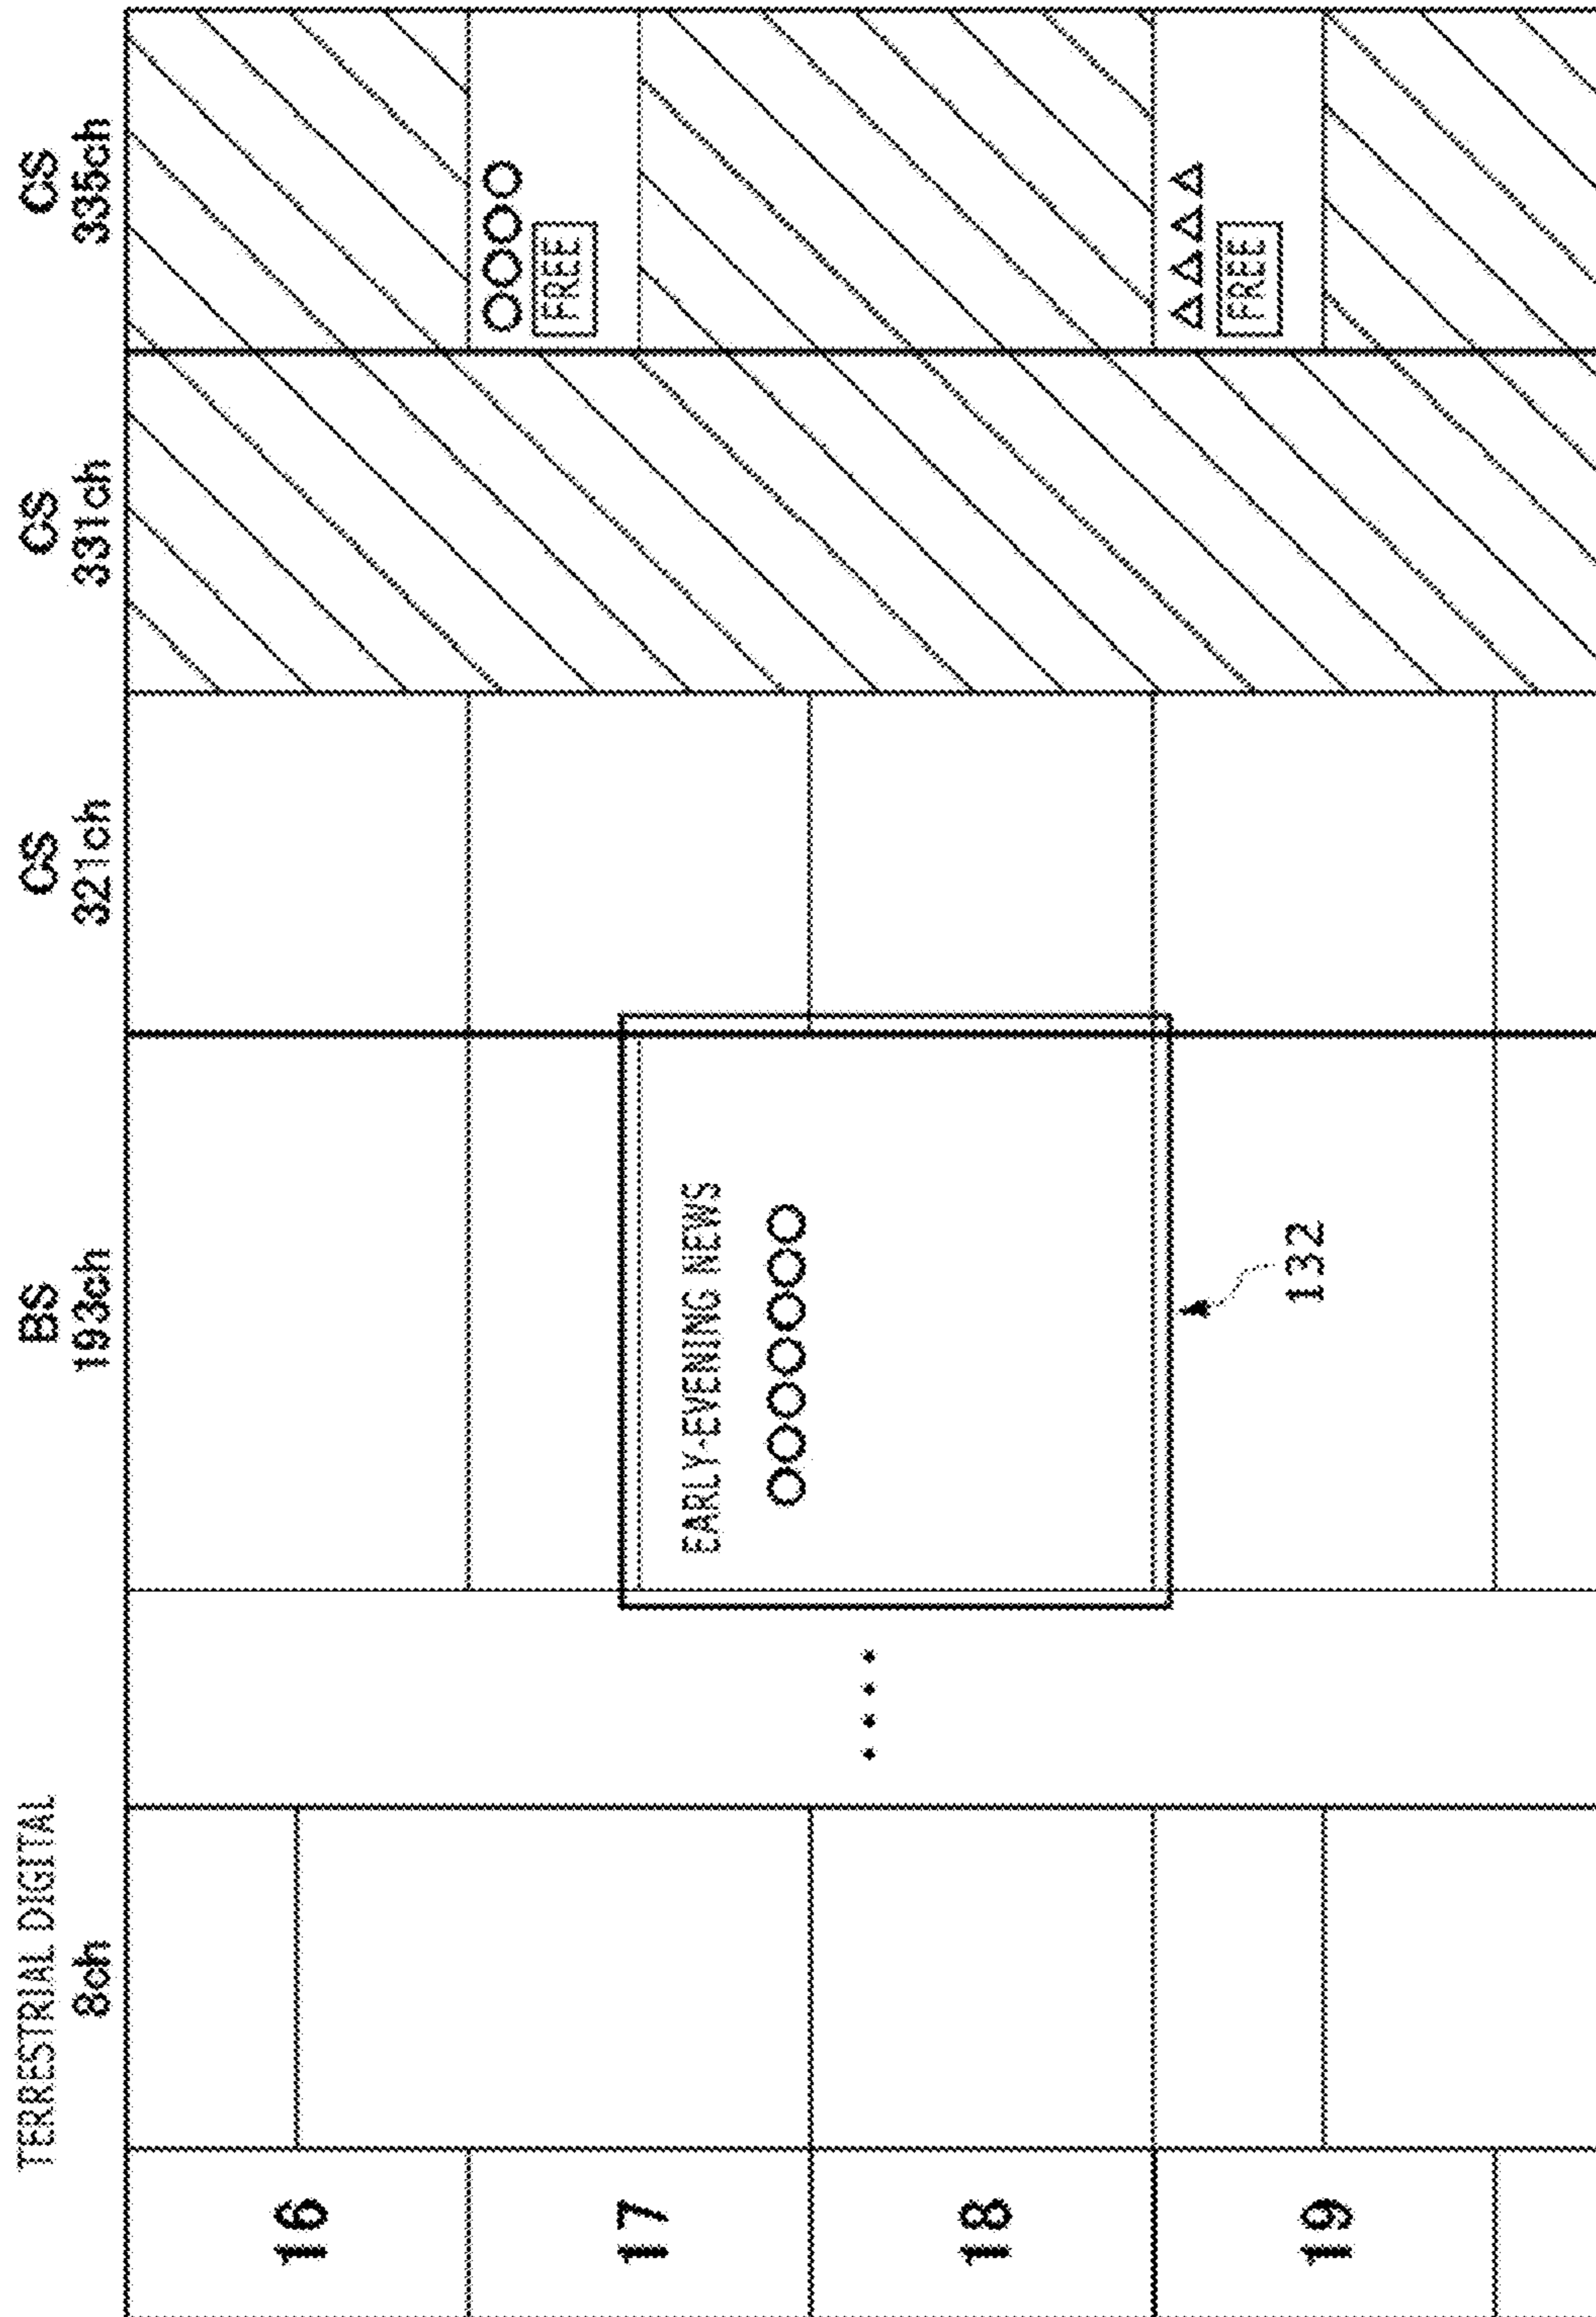 TERRESTRIAL DIGITAL
8ch
BS
193ch
CS
321ch
CS
331ch
CS
335ch
16
17
18
19
....
EARLY-EVENING NEWS
○○○○○○○
132
○○○○
FREE
△△△△
FREE